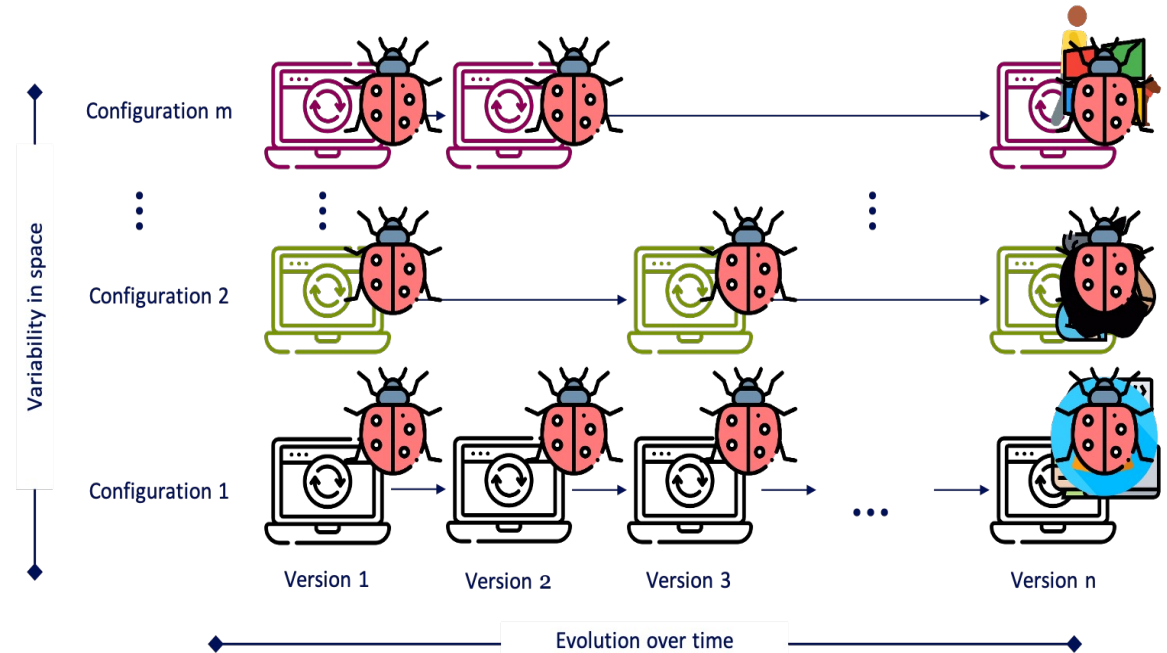 Configuration m
Variability in space
Configuration 2
Configuration 1
Version 1
Version 2
Version 3
Version n
Evolution over time